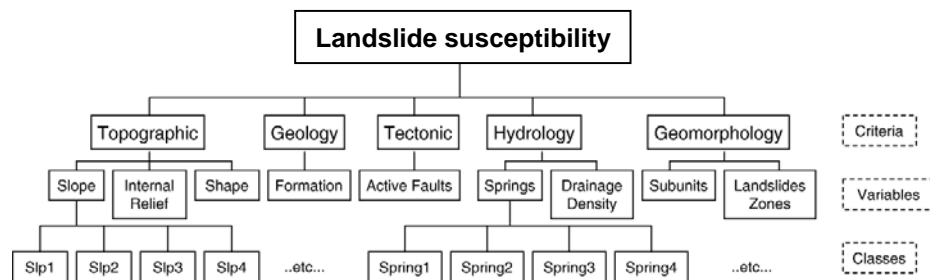 Landslide susceptibility
Topographic Geology Tectonic Hydrology Geomorphology Criteria
Slope Internal Relief Shape Formation Active Faults Springs Drainage Density Subunits Landslides Zones Variables
Slp1 Slp2 Slp3 Slp4 ..etc... Spring1 Spring2 Spring3 Spring4 ...etc... Classes